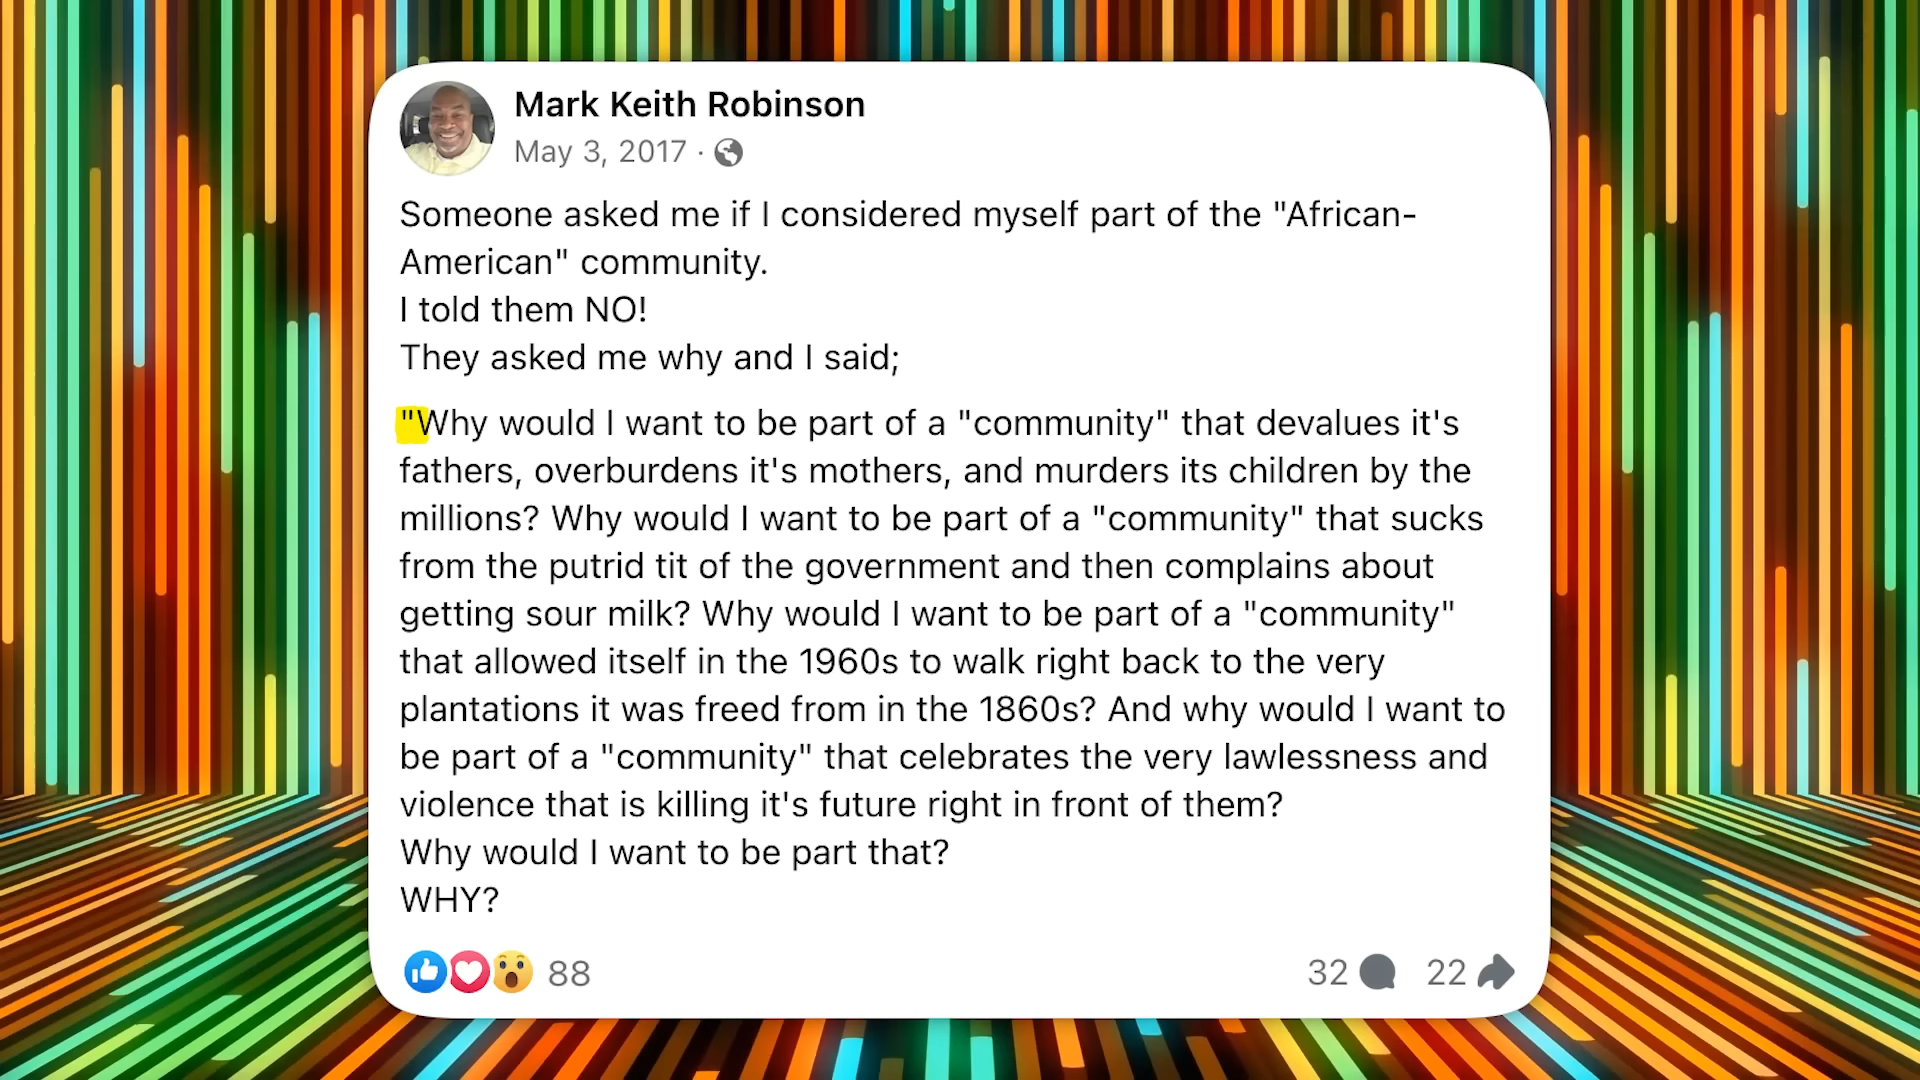 Mark Keith Robinson
May 3, 2017 ·
Someone asked me if I considered myself part of the "African-
American" community.
I told them NO!
They asked me why and I said;
"Why would I want to be part of a "community" that devalues it's
fathers, overburdens it's mothers, and murders its children by the
millions? Why would I want to be part of a "community" that sucks
from the putrid tit of the government and then complains about
getting sour milk? Why would I want to be part of a "community"
that allowed itself in the 1960s to walk right back to the very
plantations it was freed from in the 1860s? And why would I want to
be part of a "community" that celebrates the very lawlessness and
violence that is killing it's future right in front of them?
Why would I want to be part that?
WHY?
88 32 22